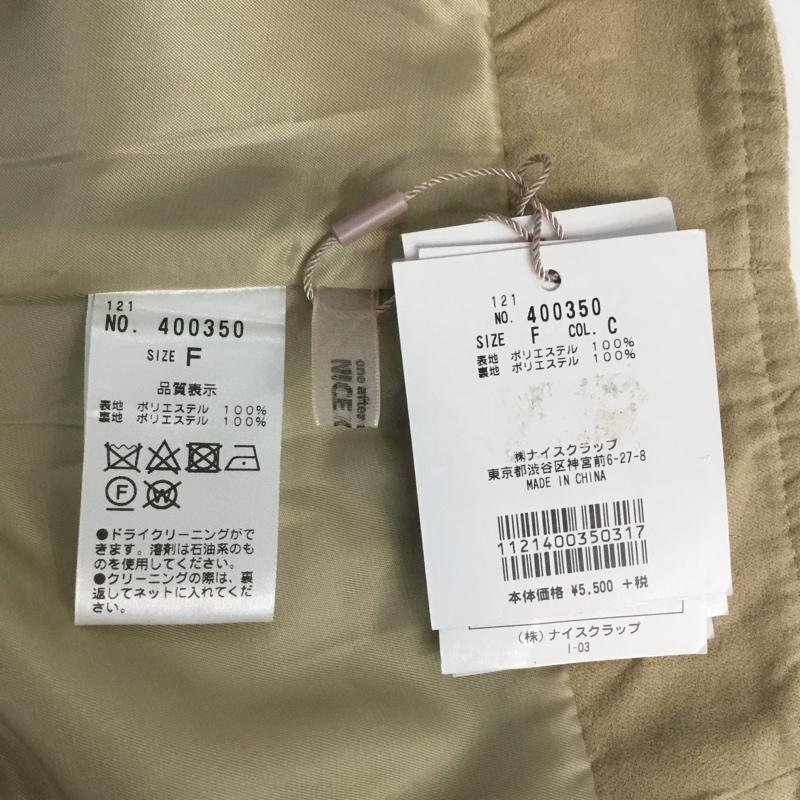 121
NO. 400350
SIZE F
品質表示
表地 ポリエステル 100%
裏地 ポリエステル 100%
F
W
●ドライクリーニングがで
きます。溶剤は石油系のも
のを使用してください。
●クリーニングの際は、裏
返してネットに入れてくださ
い。
one after
NICE
121
NO. 400350
SIZE F COL. C
表地 ポリエステル 100%
裏地 ポリエステル 100%
㈱ナイスクラップ
東京都渋谷区神宮前6-27-8
MADE IN CHINA
1121400350317
本体価格 ¥5,500 +税
(株)ナイスクラップ
I-03